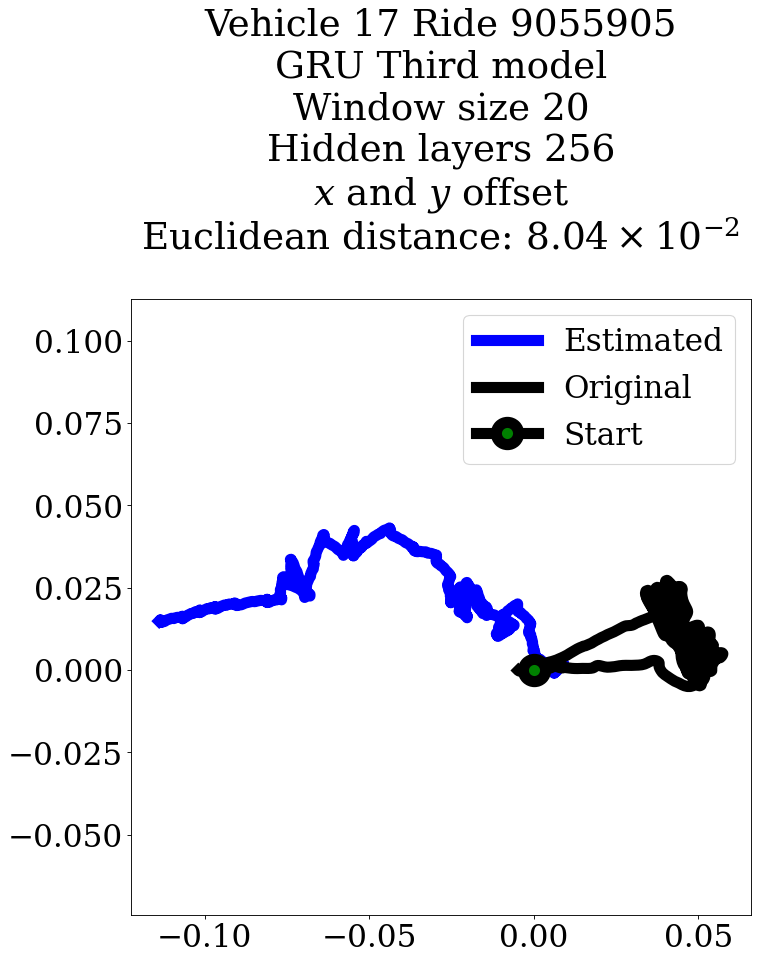 Vehicle 17 Ride 9055905
GRU Third model
Window size 20
Hidden layers 256
x and y offset
Euclidean distance: 8.04 × 10⁻²
Estimated
Original
Start
0.100
0.075
0.050
0.025
0.000
−0.025
−0.050
−0.10 −0.05 0.00 0.05